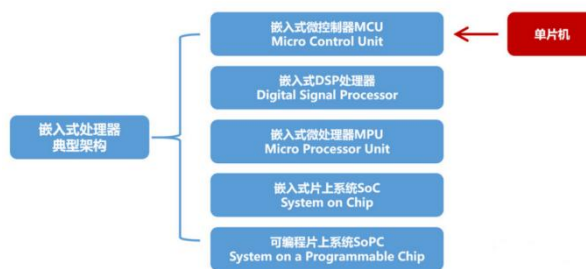 嵌入式微控制器MCU
Micro Control Unit
单片机
嵌入式DSP处理器
Digital Signal Processor
嵌入式处理器
典型架构
嵌入式微处理器MPU
Micro Processor Unit
嵌入式片上系统SoC
System on Chip
可编程片上系统SoPC
System on a Programmable Chip